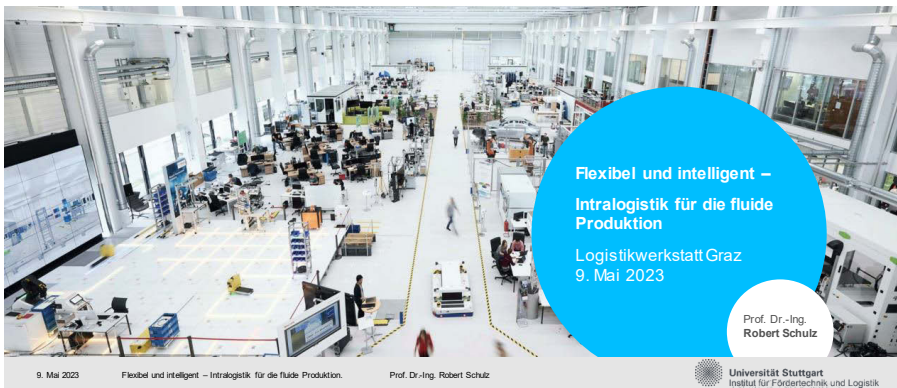 Flexibel und intelligent –
Intralogistik für die fluide
Produktion
Logistikwerkstatt Graz
9. Mai 2023
Prof. Dr.-Ing.
Robert Schulz
9. Mai 2023 Flexibel und intelligent – Intralogistik für die fluide Produktion. Prof. Dr.-Ing. Robert Schulz
Universität Stuttgart
Institut für Fördertechnik und Logistik